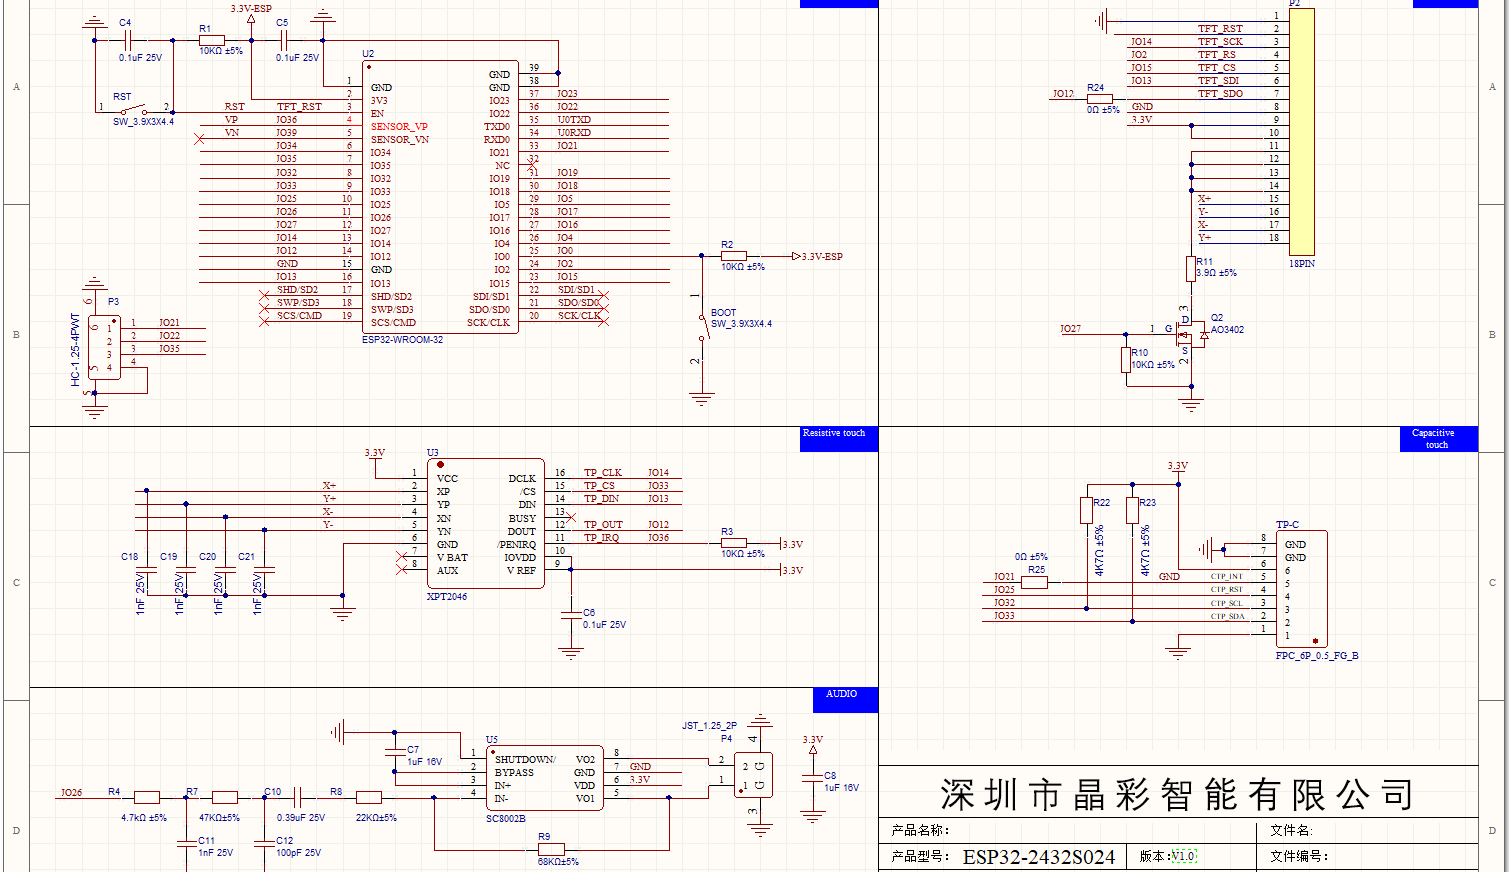 3.3V-ESP
C4
0.1uF 25V
R1
10KΩ ±5%
C5
0.1uF 25V
RST
1
2
SW_3.9X3X4.4
U2
1 GND
2 3V3
RST TFT_RST 3 EN
VP JO36 4 SENSOR_VP
VN JO39 5 SENSOR_VN
JO34 6 IO34
JO35 7 IO35
JO32 8 IO32
JO33 9 IO33
JO25 10 IO25
JO26 11 IO26
JO27 12 IO27
JO14 13 IO14
JO12 14 IO12
GND 15 GND
JO13 16 IO13
SHD/SD2 17 SHD/SD2
SWP/SD3 18 SWP/SD3
SCS/CMD 19 SCS/CMD
GND 39
GND 38
IO23 37 JO23
IO22 36 JO22
TXD0 35 U0TXD
RXD0 34 U0RXD
IO21 33 JO21
NC 32
IO19 31 JO19
IO18 30 JO18
IO5 29 JO5
IO17 28 JO17
IO16 27 JO16
IO4 26 JO4
IO0 25 JO0
IO2 24 JO2
IO15 23 JO15
SDI/SD1 22 SDI/SD1
SDO/SD0 21 SDO/SD0
SCK/CLK 20 SCK/CLK
ESP32-WROOM-32
R2
10KΩ ±5%
3.3V-ESP
1
BOOT
SW_3.9X3X4.4
2
P3
HC-1.25-4PWT
6
6
1 1 JO21
2 2 JO22
3 3 JO35
4 4
5
5
P2
1
TFT_RST 2
JO14 TFT_SCK 3
JO2 TFT_RS 4
JO15 TFT_CS 5
JO13 TFT_SDI 6
JO12 R24 TFT_SDO 7
0Ω ±5%
GND 8
3.3V 9
10
11
12
13
14
X+ 15
Y- 16
X- 17
Y+ 18
18PIN
R11
3.9Ω ±5%
3
D
Q2
AO3402
JO27
1
G
S
2
R10
10KΩ ±5%
Resistive touch
3.3V
U3
1 VCC
X+ 2 XP
Y+ 3 YP
X- 4 XN
Y- 5 YN
6 GND
7 V BAT
8 AUX
DCLK 16 TP_CLK JO14
/CS 15 TP_CS JO33
DIN 14 TP_DIN JO13
BUSY 13
DOUT 12 TP_OUT JO12
/PENIRQ 11 TP_IRQ JO36
IOVDD 10
V REF 9
XPT2046
R3
10KΩ ±5%
3.3V
3.3V
C6
0.1uF 25V
C18
1nF 25V
C19
1nF 25V
C20
1nF 25V
C21
1nF 25V
Capacitive
touch
3.3V
R22
4K7Ω ±5%
R23
4K7Ω ±5%
TP-C
8 GND
7 GND
6 6
0Ω ±5%
JO21 R25 GND CTP_INT 5 5
JO25 CTP_RST 4 4
JO32 CTP_SCL 3 3
JO33 CTP_SDA 2 2
1 1
FPC_6P_0.5_FG_B
AUDIO
JO26
R4
4.7kΩ ±5%
R7
47KΩ±5%
C10
0.39uF 25V
R8
22KΩ±5%
C11
1nF 25V
C12
100pF 25V
C7
1uF 16V
U5
1 SHUTDOWN/
2 BYPASS
3 IN+
4 IN-
VO2 8
GND 7 GND
VDD 6 3.3V
VO1 5
SC8002B
R9
68KΩ±5%
JST_1.25_2P
P4
4
2 2 G
1 1 G
3
3.3V
C8
1uF 16V
深圳市晶彩智能有限公司
产品名称：
文件名：
产品型号： ESP32-2432S024
版本：V1.0
文件编号：
A
B
C
D
A
B
C
D